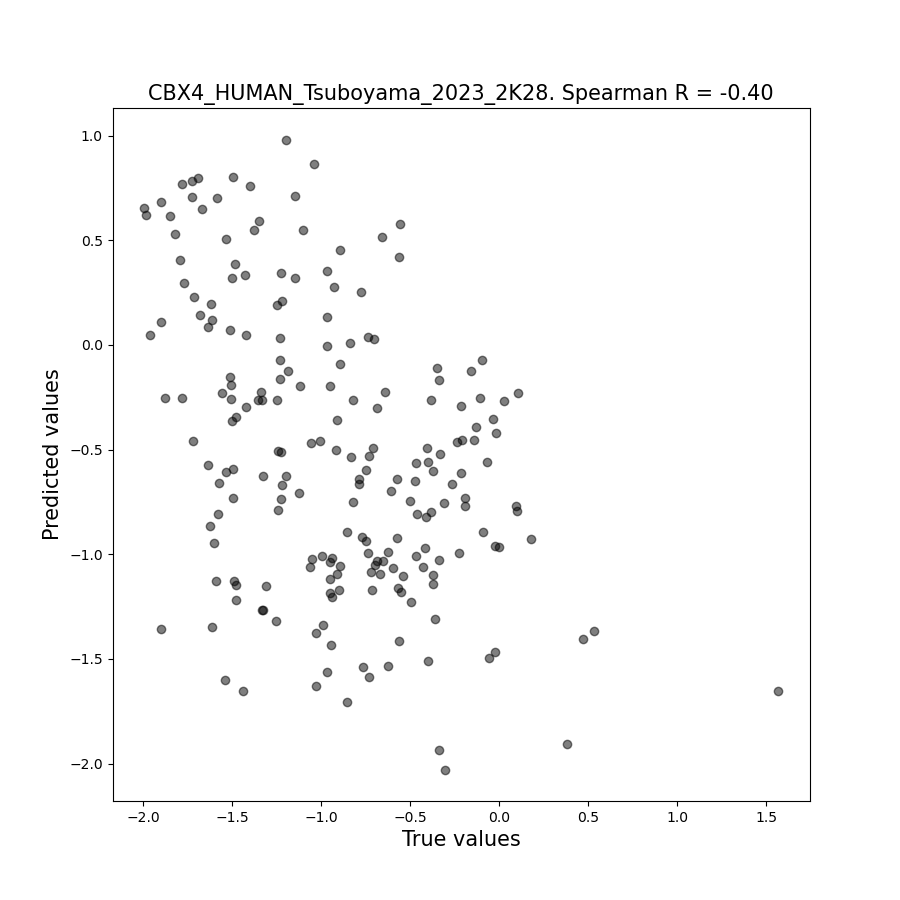 CBX4_HUMAN_Tsuboyama_2023_2K28. Spearman R = -0.40
1.0
0.5
0.0
−0.5
−1.0
−1.5
−2.0
Predicted values
−2.0 −1.5 −1.0 −0.5 0.0 0.5 1.0 1.5
True values